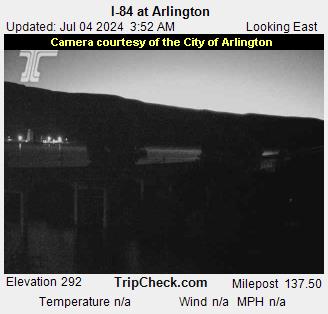 I-84 at Arlington
Updated: Jul 04 2024 3:52 AM Looking East
Camera courtesy of the City of Arlington
Elevation 292 TripCheck.com Milepost 137.50
Temperature n/a Wind n/a MPH n/a